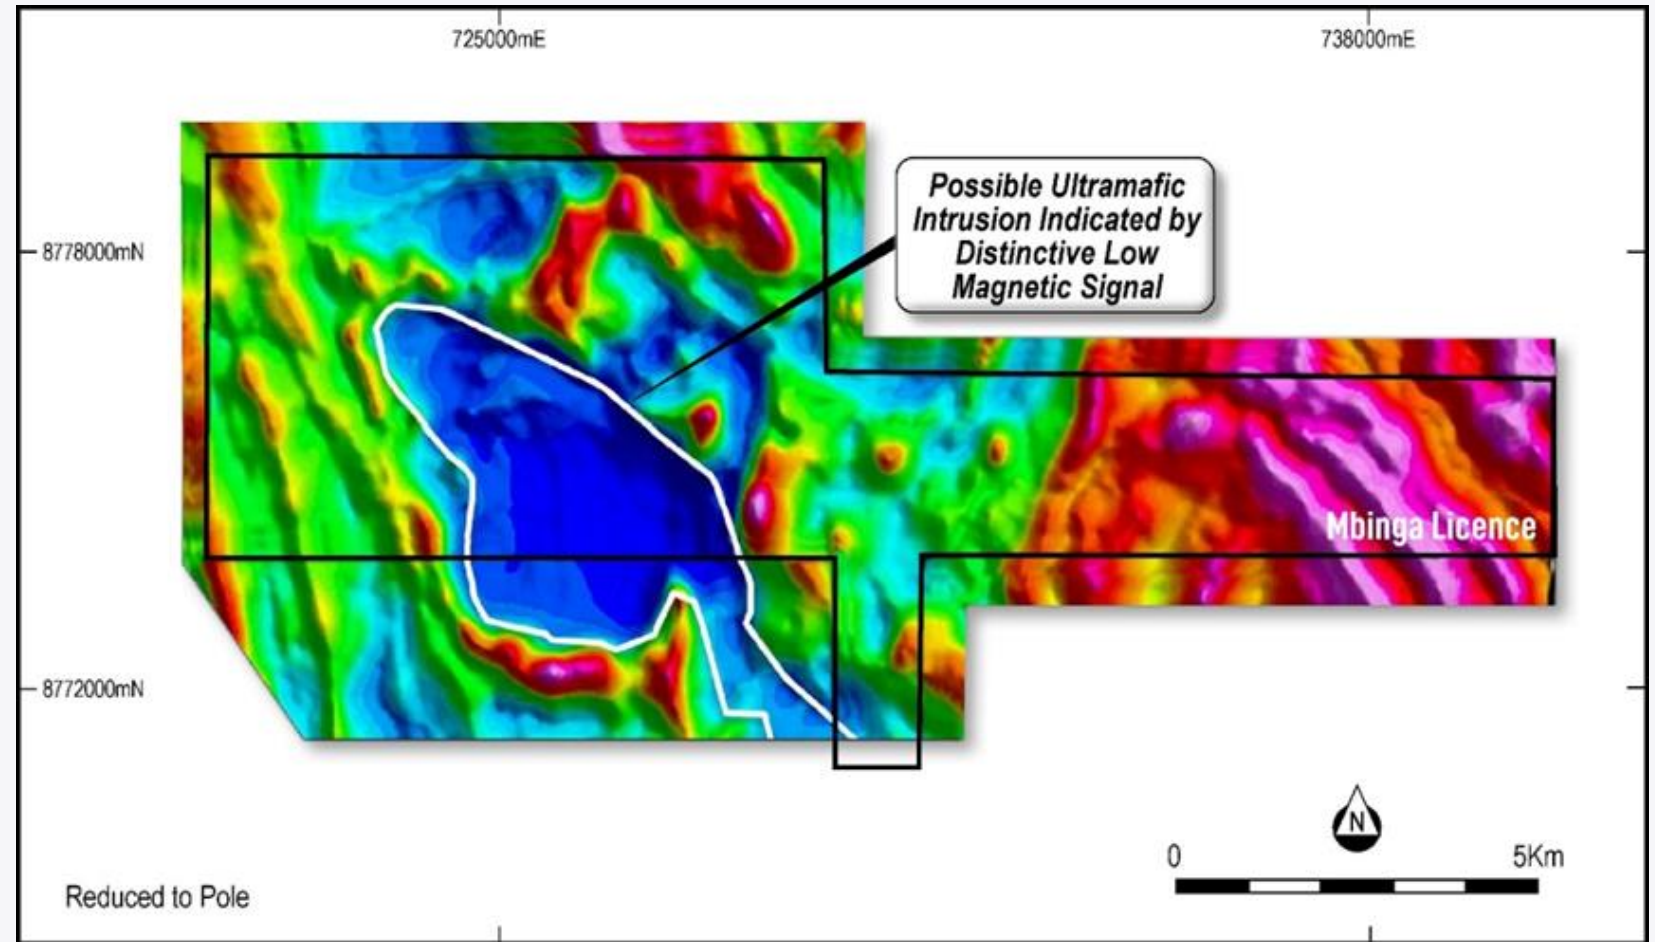 725000mE
738000mE
8778000mN
Possible Ultramafic
Intrusion Indicated by
Distinctive Low
Magnetic Signal
Mbinga Licence
8772000mN
N
0
5Km
Reduced to Pole